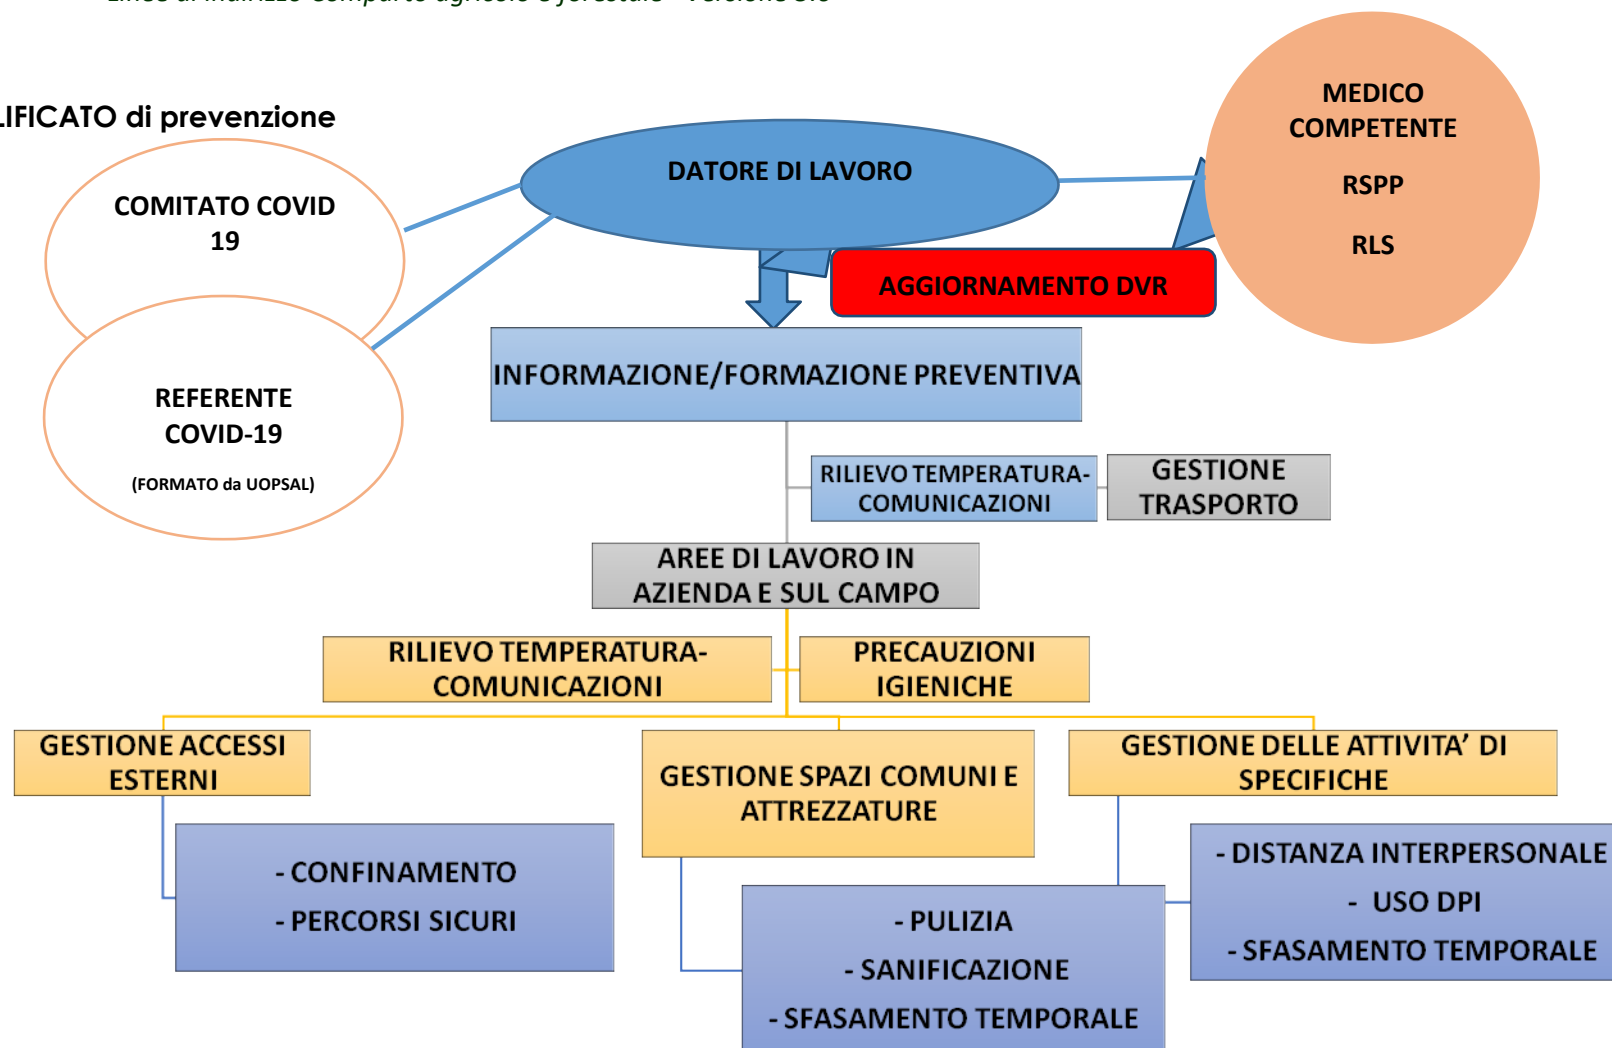 LIFICATO di prevenzione
MEDICO
COMPETENTE
RSPP
RLS
DATORE DI LAVORO
COMITATO COVID
19
AGGIORNAMENTO DVR
REFERENTE
COVID-19
(FORMATO da UOPSAL)
INFORMAZIONE/FORMAZIONE PREVENTIVA
RILIEVO TEMPERATURA-
COMUNICAZIONI
GESTIONE
TRASPORTO
AREE DI LAVORO IN
AZIENDA E SUL CAMPO
RILIEVO TEMPERATURA-
COMUNICAZIONI
PRECAUZIONI
IGIENICHE
GESTIONE ACCESSI
ESTERNI
GESTIONE SPAZI COMUNI E
ATTREZZATURE
GESTIONE DELLE ATTIVITA’ DI
SPECIFICHE
- CONFINAMENTO
- PERCORSI SICURI
- PULIZIA
- SANIFICAZIONE
- SFASAMENTO TEMPORALE
- DISTANZA INTERPERSONALE
- USO DPI
- SFASAMENTO TEMPORALE